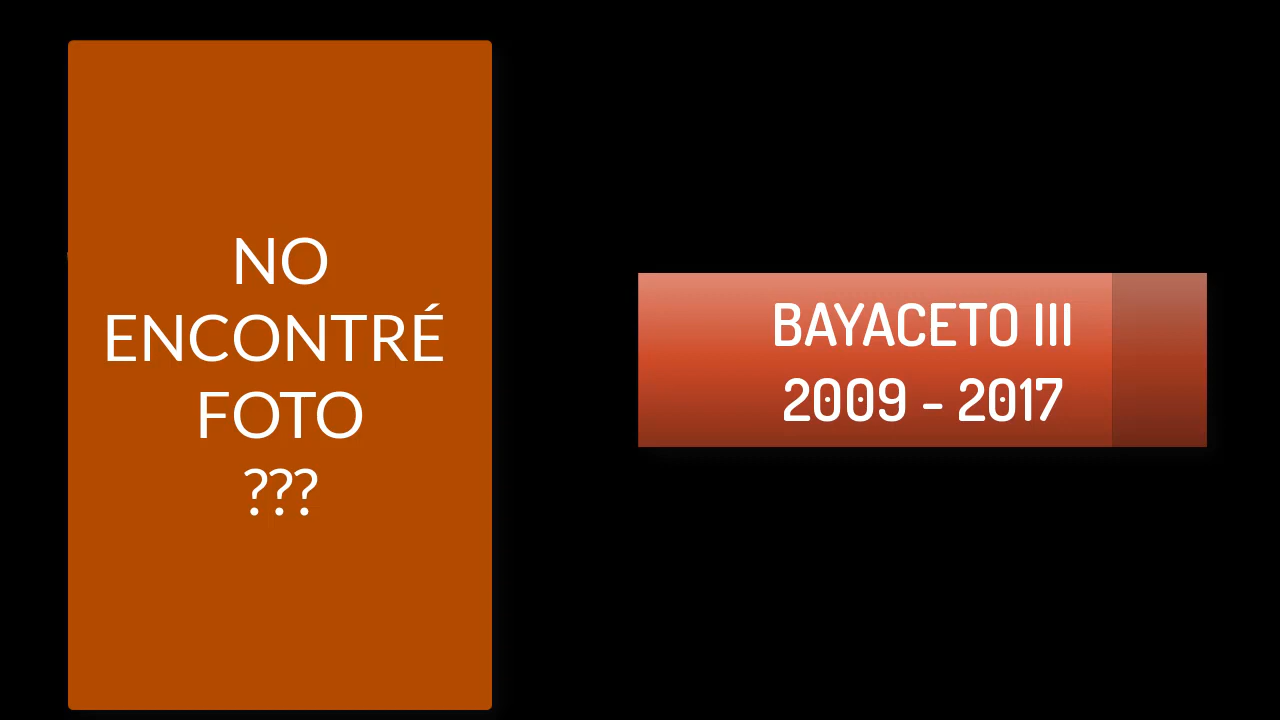 NO
ENCONTRÉ
FOTO
???
BAYACETO III
2009 - 2017